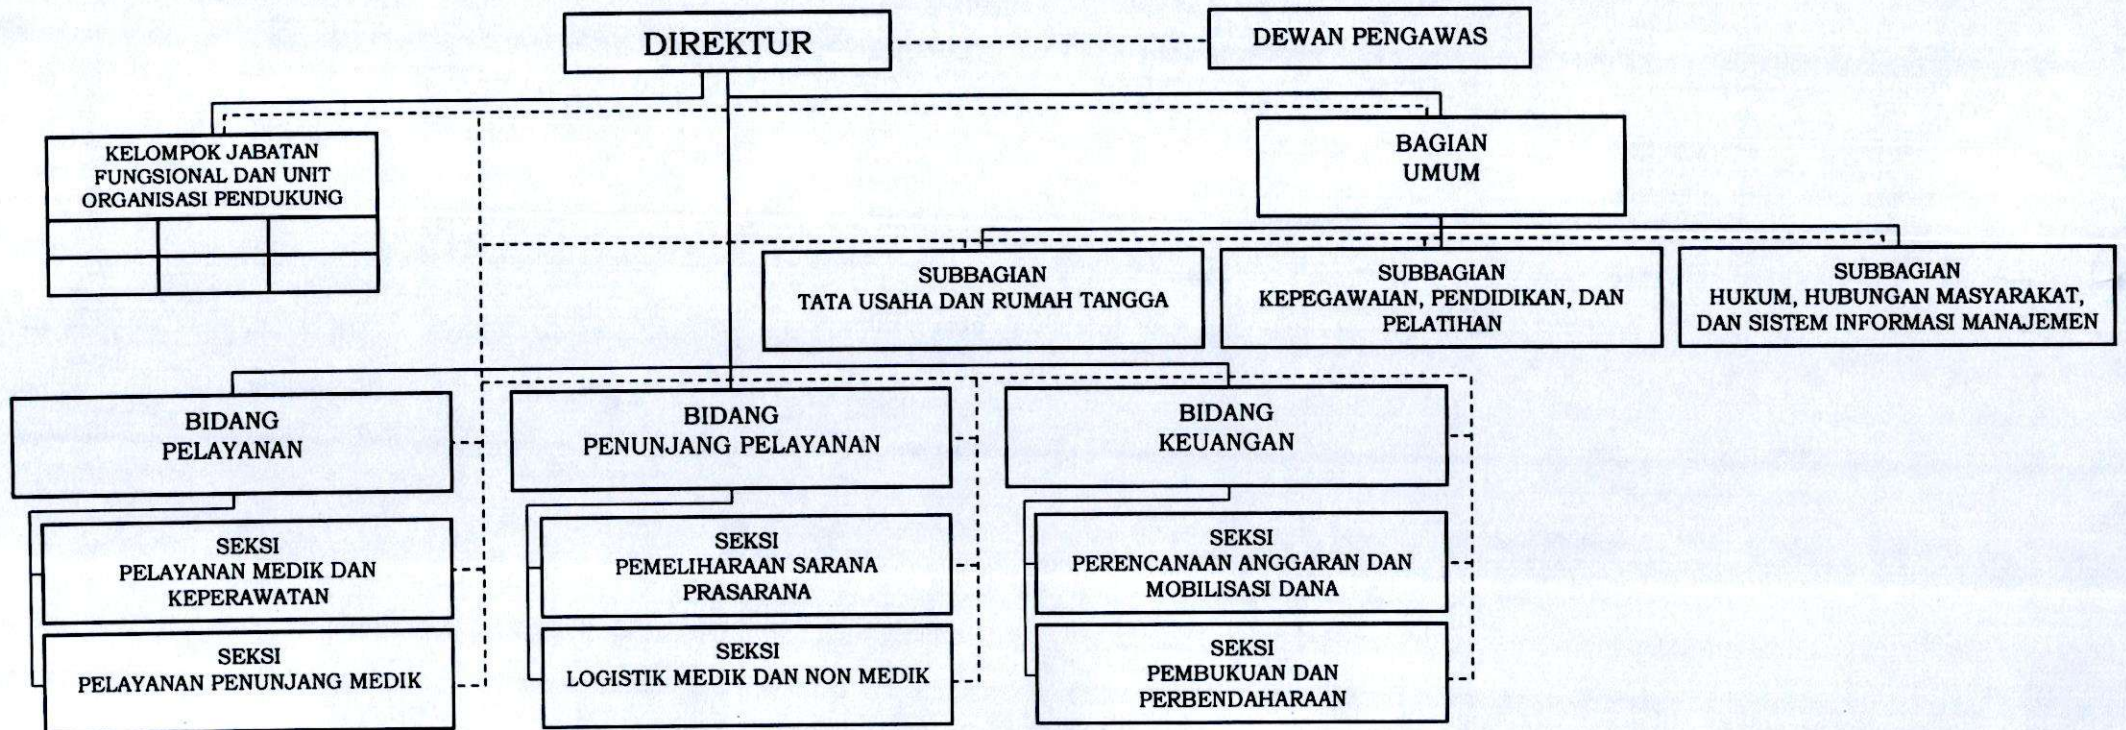 DIREKTUR
DEWAN PENGAWAS
KELOMPOK JABATAN
FUNGSIONAL DAN UNIT
ORGANISASI PENDUKUNG
BAGIAN
UMUM
SUBBAGIAN
TATA USAHA DAN RUMAH TANGGA
SUBBAGIAN
KEPEGAWAIAN, PENDIDIKAN, DAN
PELATIHAN
SUBBAGIAN
HUKUM, HUBUNGAN MASYARAKAT,
DAN SISTEM INFORMASI MANAJEMEN
BIDANG
PELAYANAN
BIDANG
PENUNJANG PELAYANAN
BIDANG
KEUANGAN
SEKSI
PELAYANAN MEDIK DAN
KEPERAWATAN
SEKSI
PEMELIHARAAN SARANA
PRASARANA
SEKSI
PERENCANAAN ANGGARAN DAN
MOBILISASI DANA
SEKSI
PELAYANAN PENUNJANG MEDIK
SEKSI
LOGISTIK MEDIK DAN NON MEDIK
SEKSI
PEMBUKUAN DAN
PERBENDAHARAAN